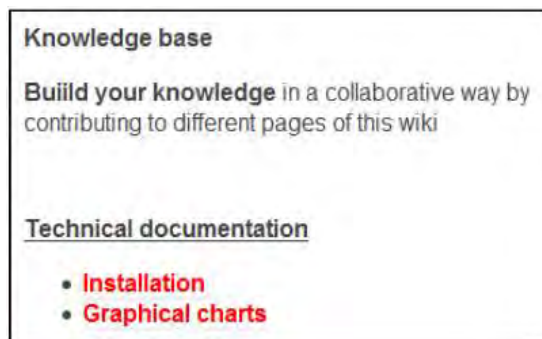 Knowledge base
Buiild your knowledge in a collaborative way by
contributing to different pages of this wiki
Technical documentation
• Installation
• Graphical charts